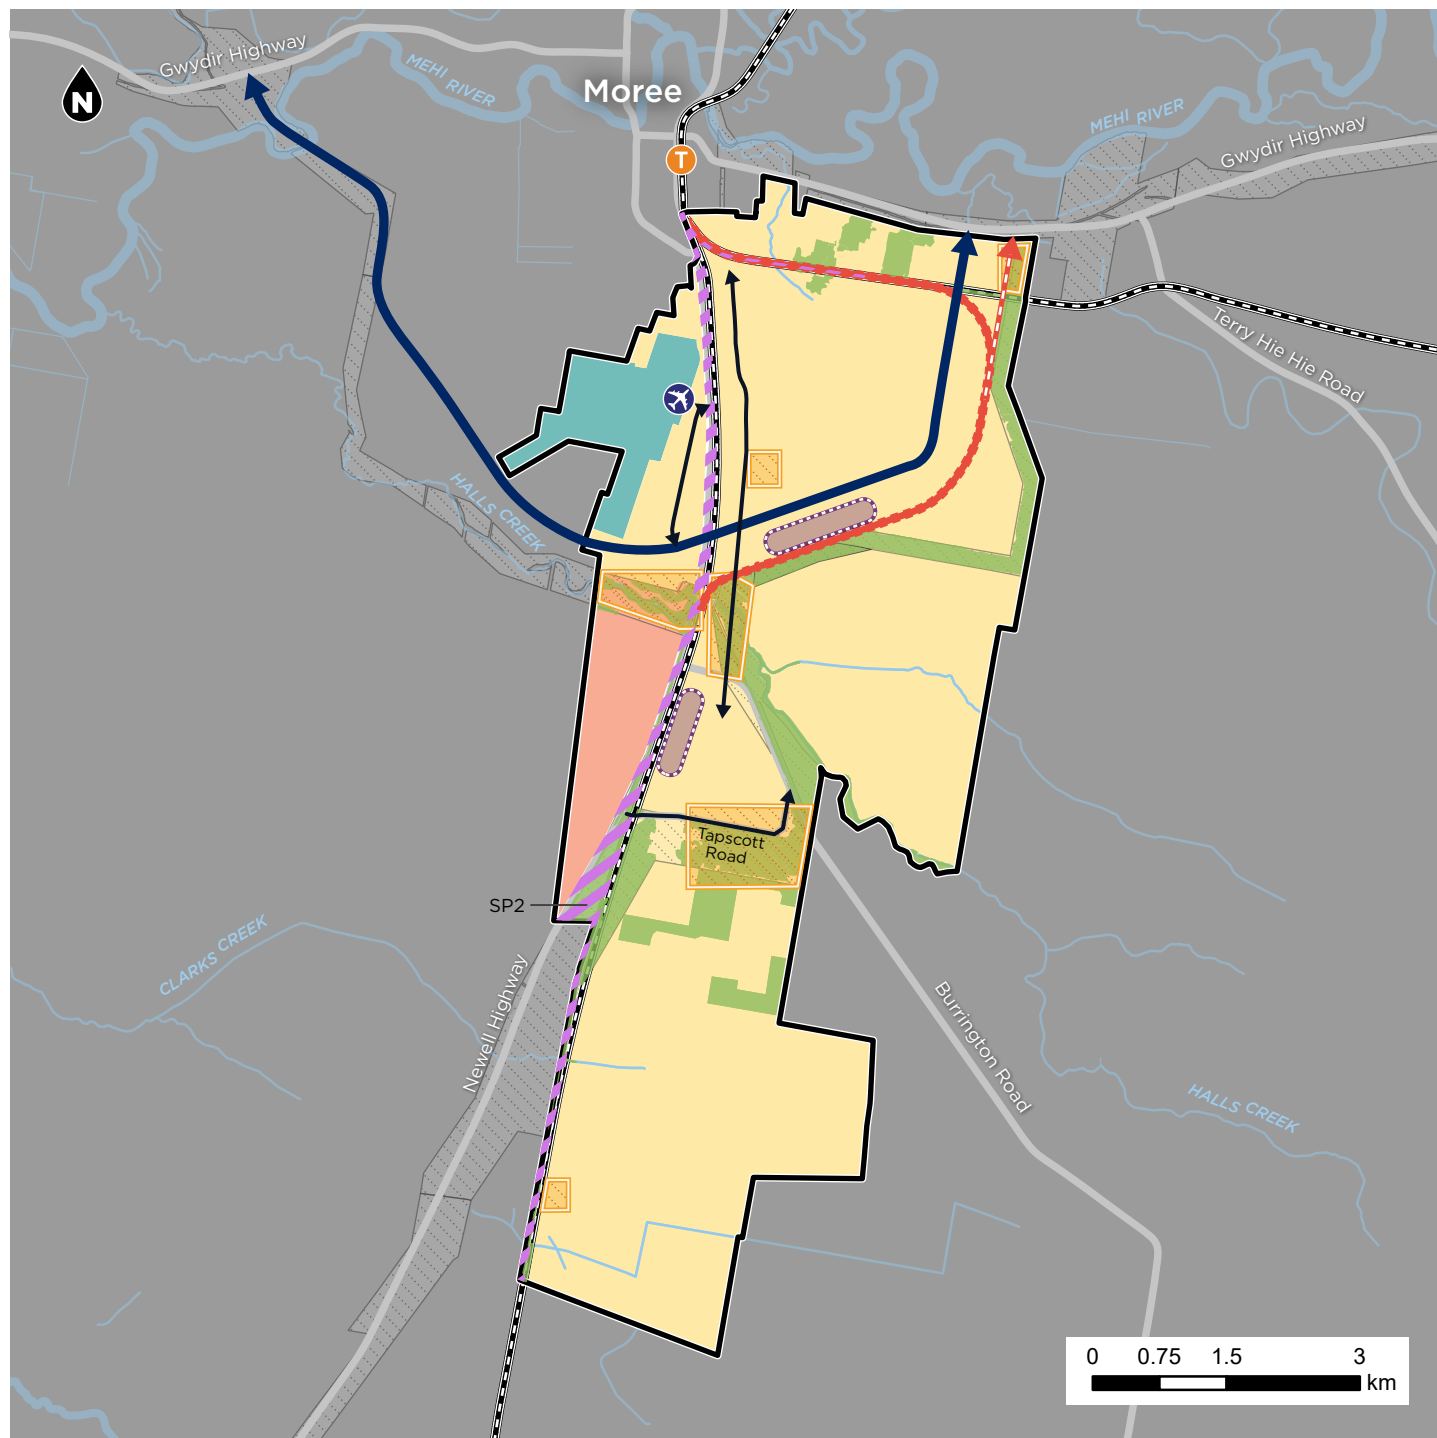 Gwydir Highway
MEHI
RIVER
Moree
MEHI RIVER
Gwydir Highway
N
T
Terry Hie Hie Road
HALLS CREEK
Tapscott
Road
SP2
CLARKS CREEK
Newell Highway
Burrington Road
HALLS CREEK
0 0.75 1.5 3
km